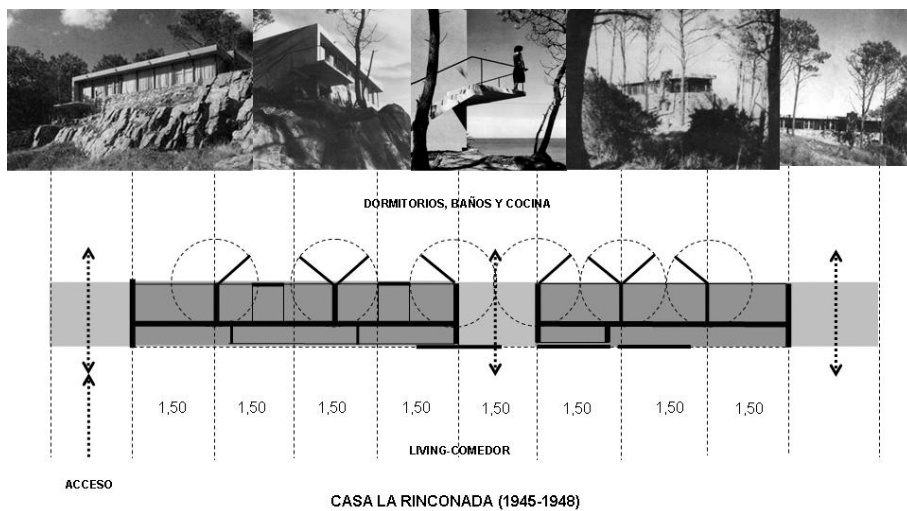 DORMITORIOS, BAÑOS Y COCINA
1,50 1,50 1,50 1,50 1,50 1,50 1,50 1,50
LIVING-COMEDOR
ACCESO
CASA LA RINCONADA (1945-1948)